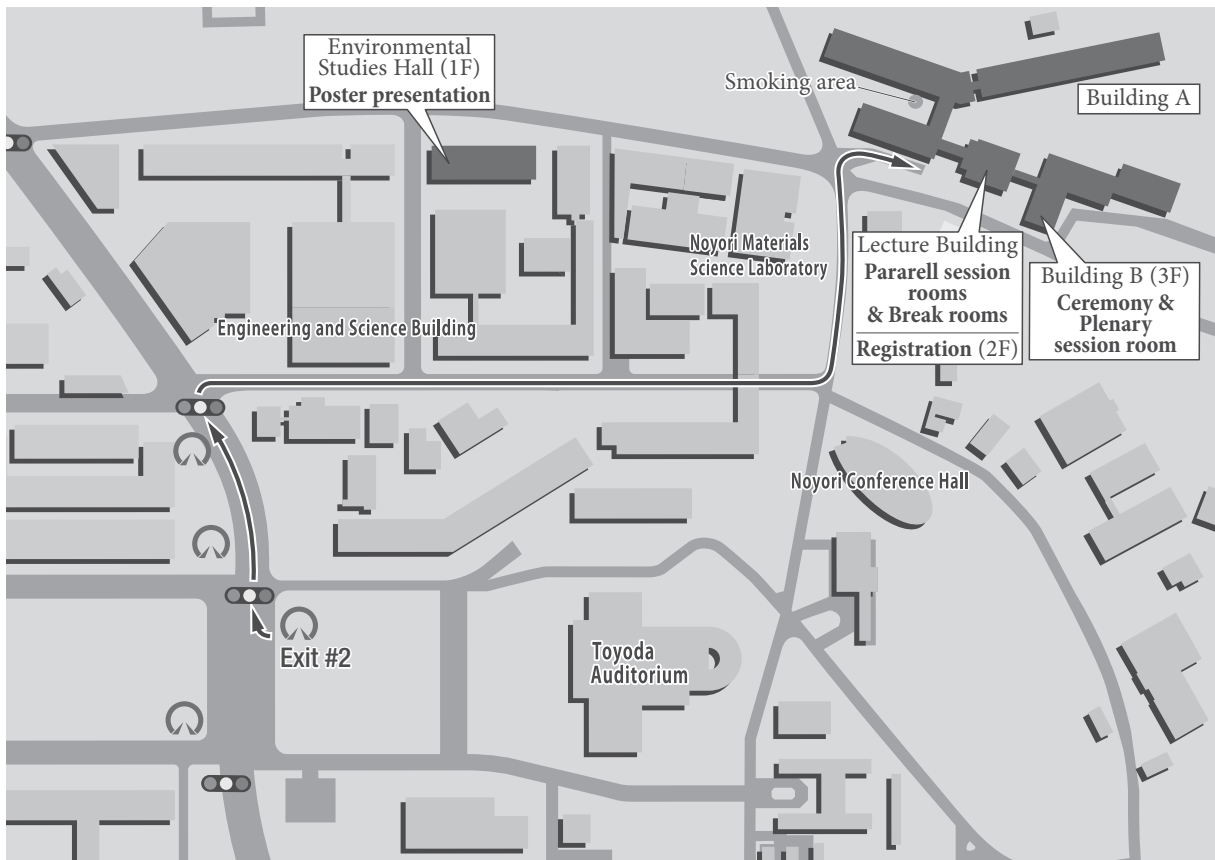 Environmental
Studies Hall (1F)
Poster presentation
Smoking area
Building A
Noyori Materials
Science Laboratory
Lecture Building
Pararell session
rooms
& Break rooms
Registration (2F)
Building B (3F)
Ceremony &
Plenary
session room
Engineering and Science Building
Noyori Conference Hall
Exit #2
Toyoda
Auditorium